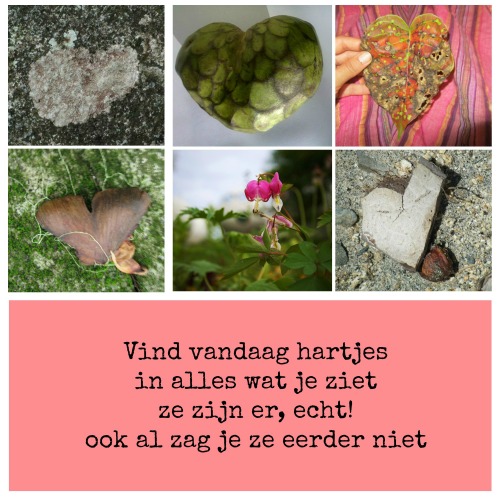 Vind vandaag hartjes
in alles wat je ziet
ze zijn er, echt!
ook al zag je ze eerder niet